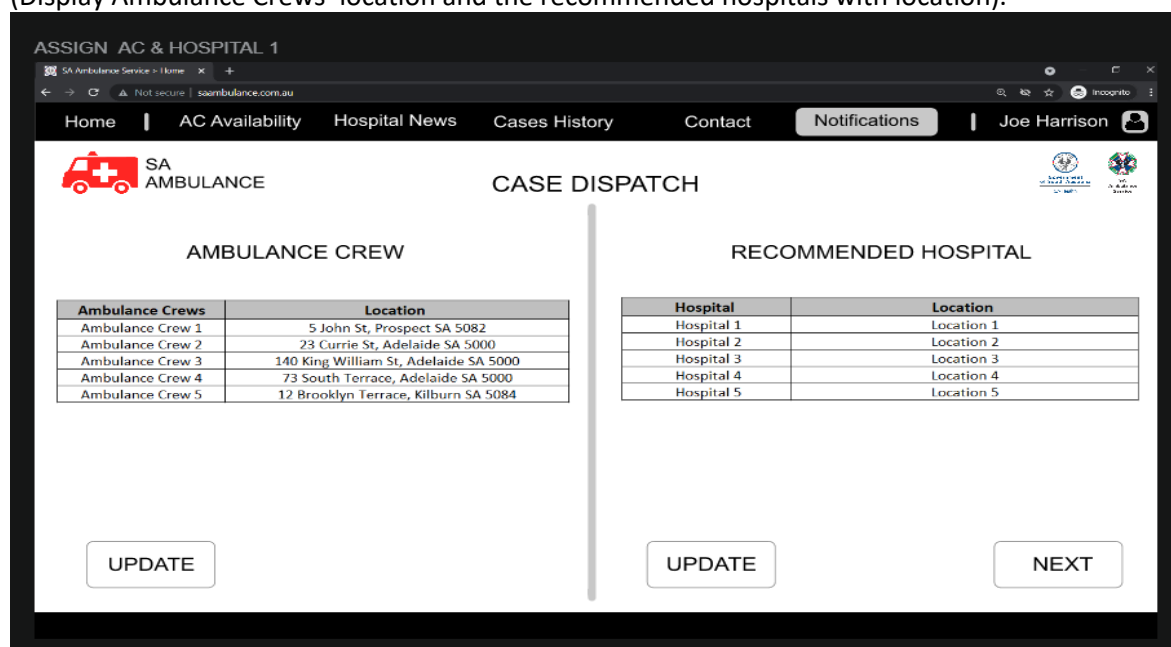 (Display Ambulance Crews' location and the recommended hospitals with location).
ASSIGN AC & HOSPITAL 1
SA Ambulance Service > Home
Not secure | saambulance.com.au
Incognito
Home | AC Availability Hospital News Cases History Contact Notifications | Joe Harrison
SA
AMBULANCE
CASE DISPATCH
AMBULANCE CREW
Ambulance Crews Location
Ambulance Crew 1 5 John St, Prospect SA 5082
Ambulance Crew 2 23 Currie St, Adelaide SA 5000
Ambulance Crew 3 140 King William St, Adelaide SA 5000
Ambulance Crew 4 73 South Terrace, Adelaide SA 5000
Ambulance Crew 5 12 Brooklyn Terrace, Kilburn SA 5084
UPDATE
RECOMMENDED HOSPITAL
Hospital Location
Hospital 1 Location 1
Hospital 2 Location 2
Hospital 3 Location 3
Hospital 4 Location 4
Hospital 5 Location 5
UPDATE
NEXT